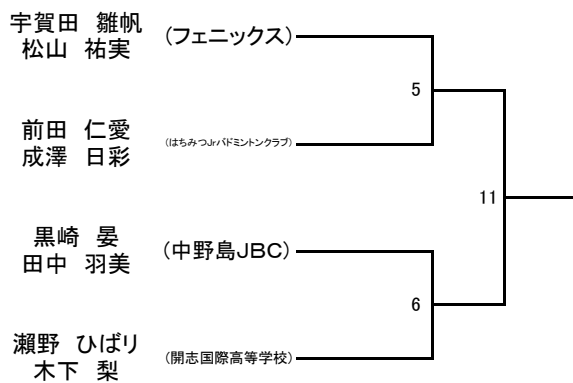 宇賀田　雛帆
松山　祐実
(フェニックス)
5
前田　仁愛
成澤　日彩
(はちみつJrバドミントンクラブ)
11
黒崎　晏
田中　羽美
(中野島JBC)
6
瀨野　ひばり
木下　梨
(開志国際高等学校)